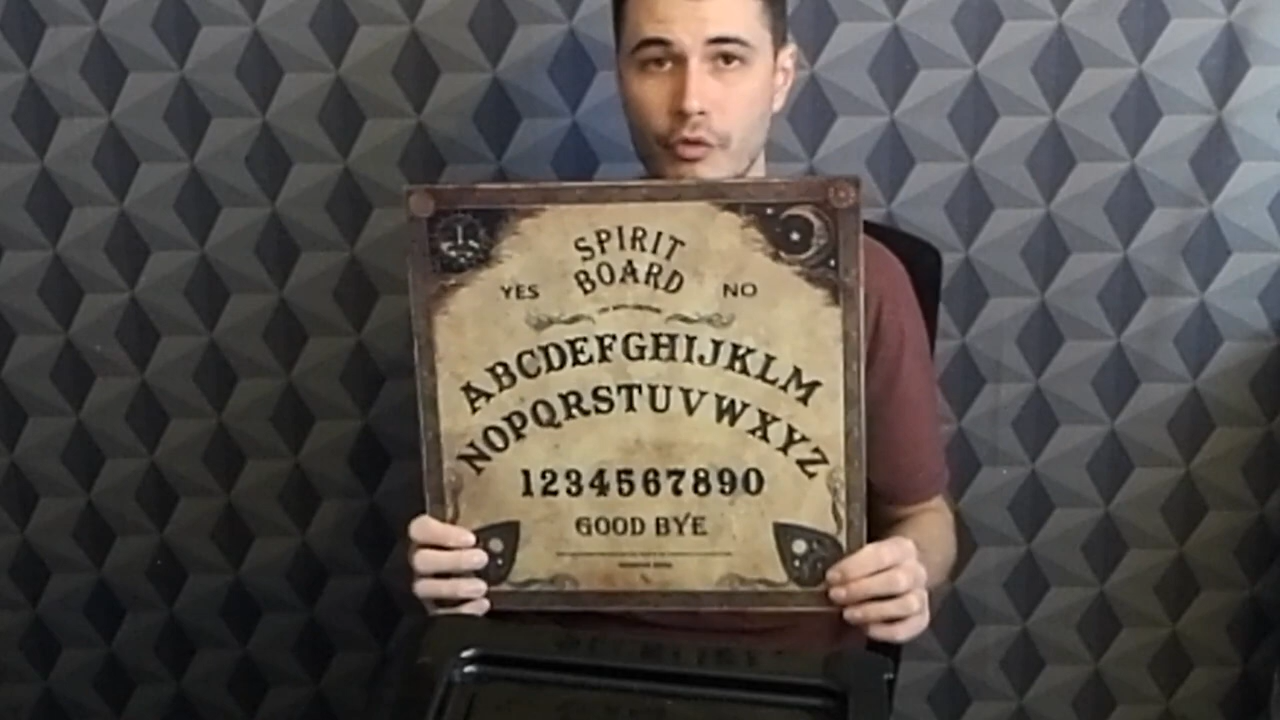 SPIRIT
BOARD
YES NO
ABCDEFGHIJKLM
NOPQRSTUVWXYZ
1234567890
GOOD BYE